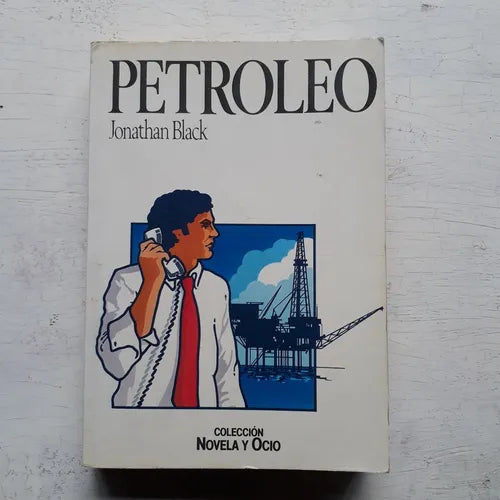 PETROLEO
Jonathan Black
COLECCIÓN
NOVELA Y OCIO